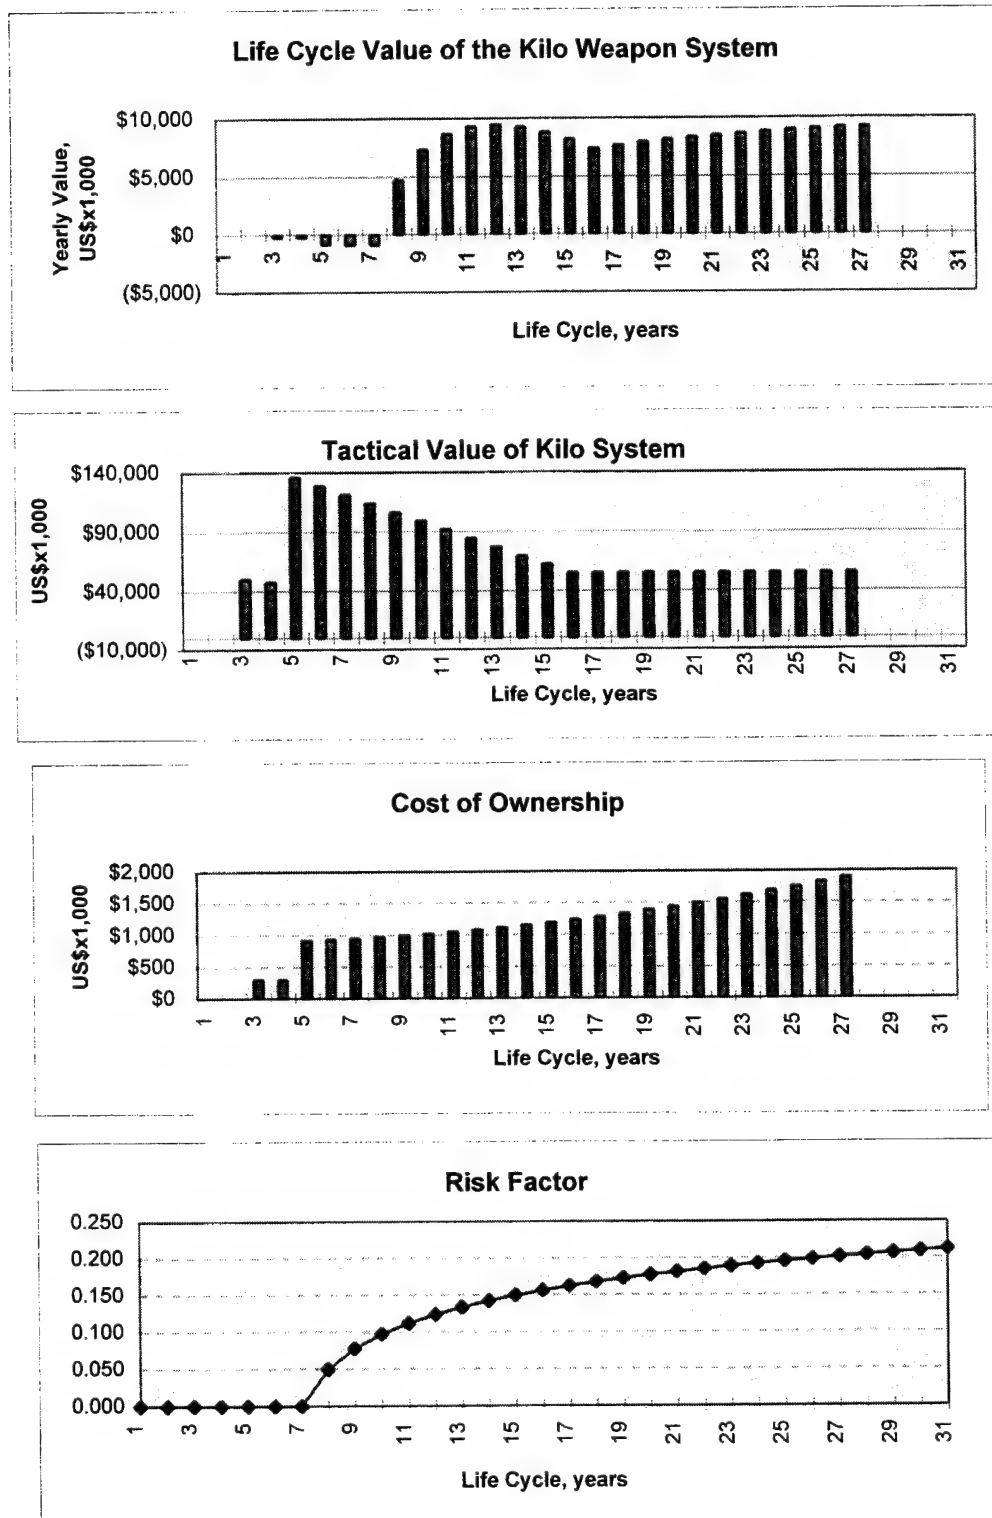 Life Cycle Value of the Kilo Weapon System
Yearly Value,
US$x1,000
$10,000
$5,000
$0
($5,000)
1 3 5 7 9 11 13 15 17 19 21 23 25 27 29 31
Life Cycle, years
Tactical Value of Kilo System
US$x1,000
$140,000
$90,000
$40,000
($10,000)
1 3 5 7 9 11 13 15 17 19 21 23 25 27 29 31
Life Cycle, years
Cost of Ownership
US$x1,000
$2,000
$1,500
$1,000
$500
$0
1 3 5 7 9 11 13 15 17 19 21 23 25 27 29 31
Life Cycle, years
Risk Factor
0.250
0.200
0.150
0.100
0.050
0.000
1 3 5 7 9 11 13 15 17 19 21 23 25 27 29 31
Life Cycle, years